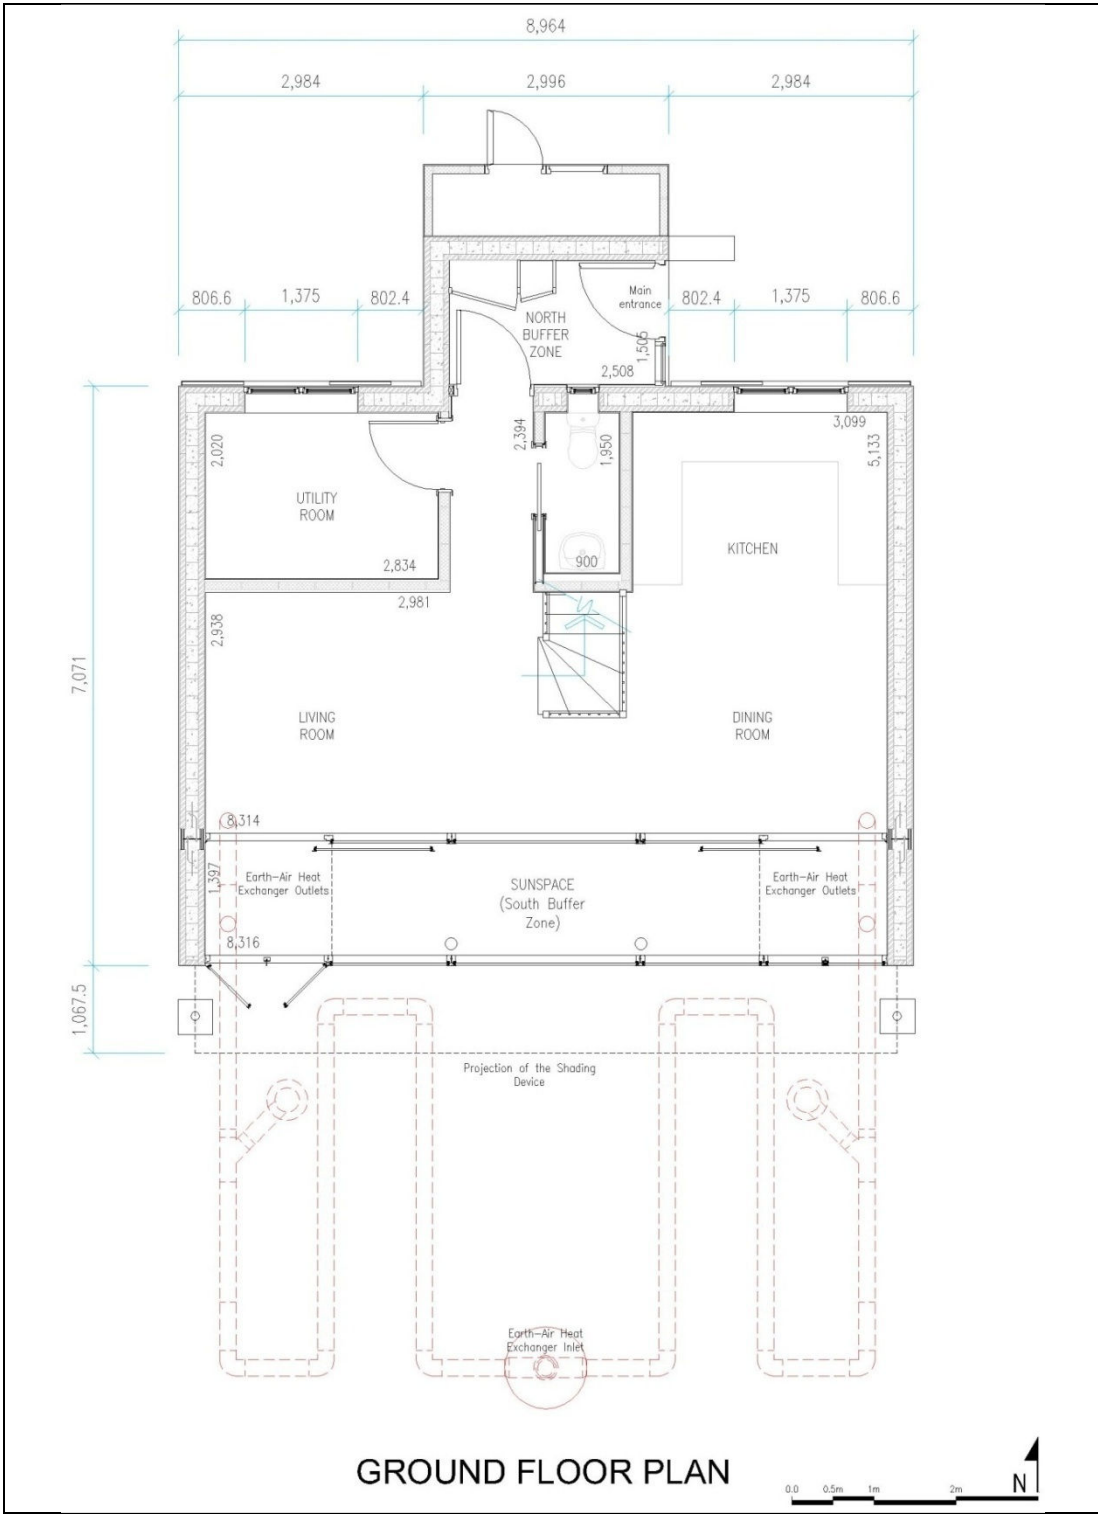 8,964
2,984
2,996
2,984
806.6
1,375
802.4
Main
entrance
802.4
1,375
806.6
NORTH
BUFFER
ZONE
1,505
2,508
2,020
2,394
1,950
3,099
5,133
UTILITY
ROOM
KITCHEN
2,834
900
2,981
2,938
7,071
LIVING
ROOM
DINING
ROOM
8,314
1,397
Earth-Air Heat
Exchanger Outlets
SUNSPACE
(South Buffer
Zone)
Earth-Air Heat
Exchanger Outlets
8,316
1,067.5
Projection of the Shading
Device
Earth-Air Heat
Exchanger Inlet
GROUND FLOOR PLAN
0.0 0.5m 1m 2m
N